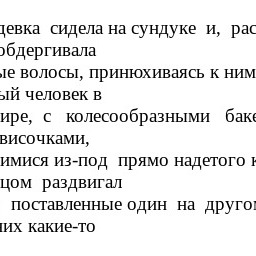 девка сидела на сундуке и, рас
обдергивала
ые волосы, принюхиваясь к ним
ый человек в
ире, с колесообразными баке
височками,
имися из-под прямо надетого к
цом раздвигал
поставленные один на друго
них какие-то